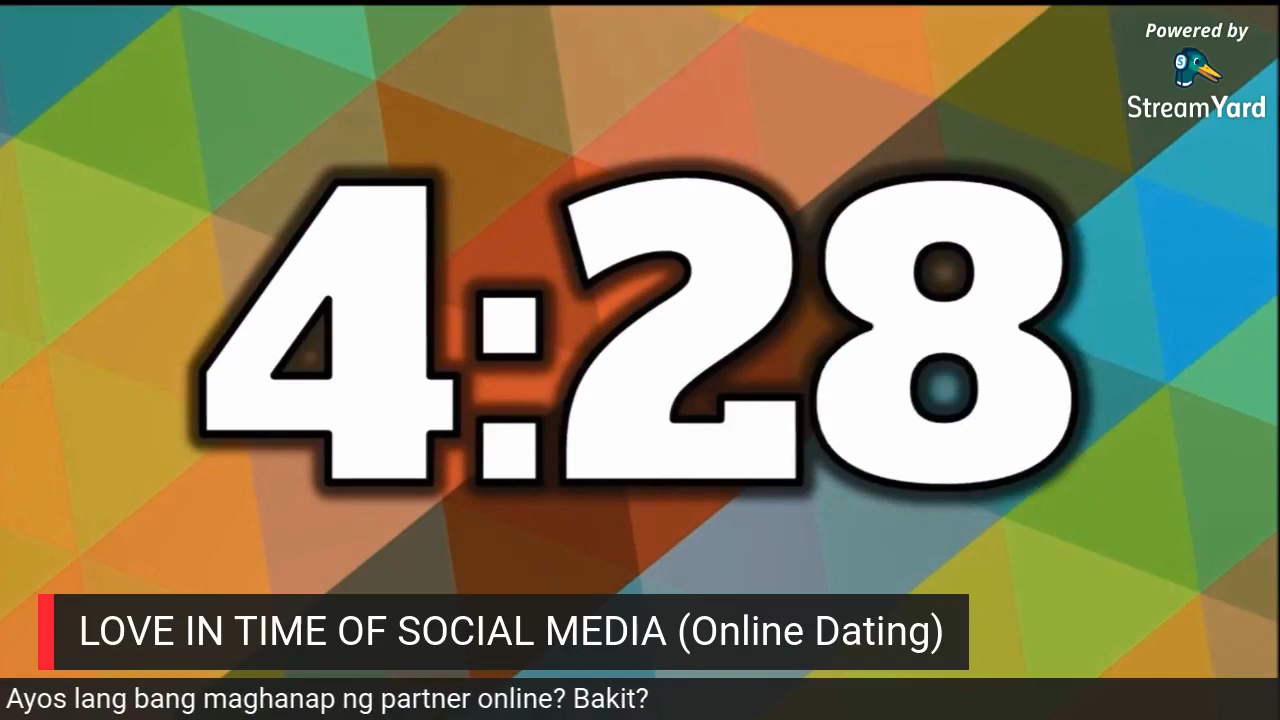 Powered by
StreamYard
4:28
LOVE IN TIME OF SOCIAL MEDIA (Online Dating)
Ayos lang bang maghanap ng partner online? Bakit?